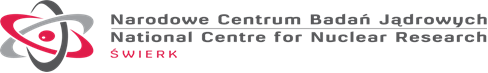 Narodowe Centrum Badań Jądrowych
National Centre for Nuclear Research
ŚWIERK